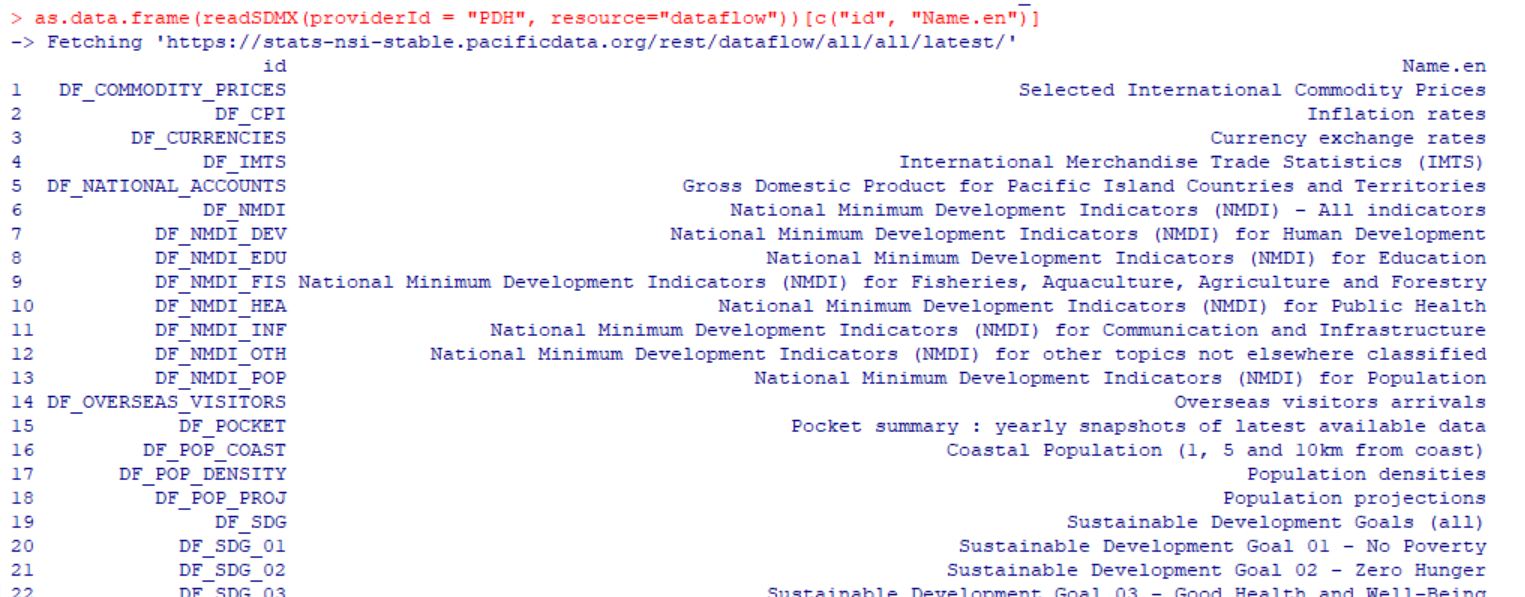 > as.data.frame(readSDMX(providerId = "PDH", resource="dataflow"))[c("id", "Name.en")]
-> Fetching 'https://stats-nsi-stable.pacificdata.org/rest/dataflow/all/all/latest/'
id Name.en
1 DF_COMMODITY_PRICES Selected International Commodity Prices
2 DF_CPI Inflation rates
3 DF_CURRENCIES Currency exchange rates
4 DF_IMTS International Merchandise Trade Statistics (IMTS)
5 DF_NATIONAL_ACCOUNTS Gross Domestic Product for Pacific Island Countries and Territories
6 DF_NMDI National Minimum Development Indicators (NMDI) - All indicators
7 DF_NMDI_DEV National Minimum Development Indicators (NMDI) for Human Development
8 DF_NMDI_EDU National Minimum Development Indicators (NMDI) for Education
9 DF_NMDI_FIS National Minimum Development Indicators (NMDI) for Fisheries, Aquaculture, Agriculture and Forestry
10 DF_NMDI_HEA National Minimum Development Indicators (NMDI) for Public Health
11 DF_NMDI_INF National Minimum Development Indicators (NMDI) for Communication and Infrastructure
12 DF_NMDI_OTH National Minimum Development Indicators (NMDI) for other topics not elsewhere classified
13 DF_NMDI_POP National Minimum Development Indicators (NMDI) for Population
14 DF_OVERSEAS_VISITORS Overseas visitors arrivals
15 DF_POCKET Pocket summary : yearly snapshots of latest available data
16 DF_POP_COAST Coastal Population (1, 5 and 10km from coast)
17 DF_POP_DENSITY Population densities
18 DF_POP_PROJ Population projections
19 DF_SDG Sustainable Development Goals (all)
20 DF_SDG_01 Sustainable Development Goal 01 - No Poverty
21 DF_SDG_02 Sustainable Development Goal 02 - Zero Hunger
22 DF_SDG_03 Sustainable Development Goal 03 - Good Health and Well-Being